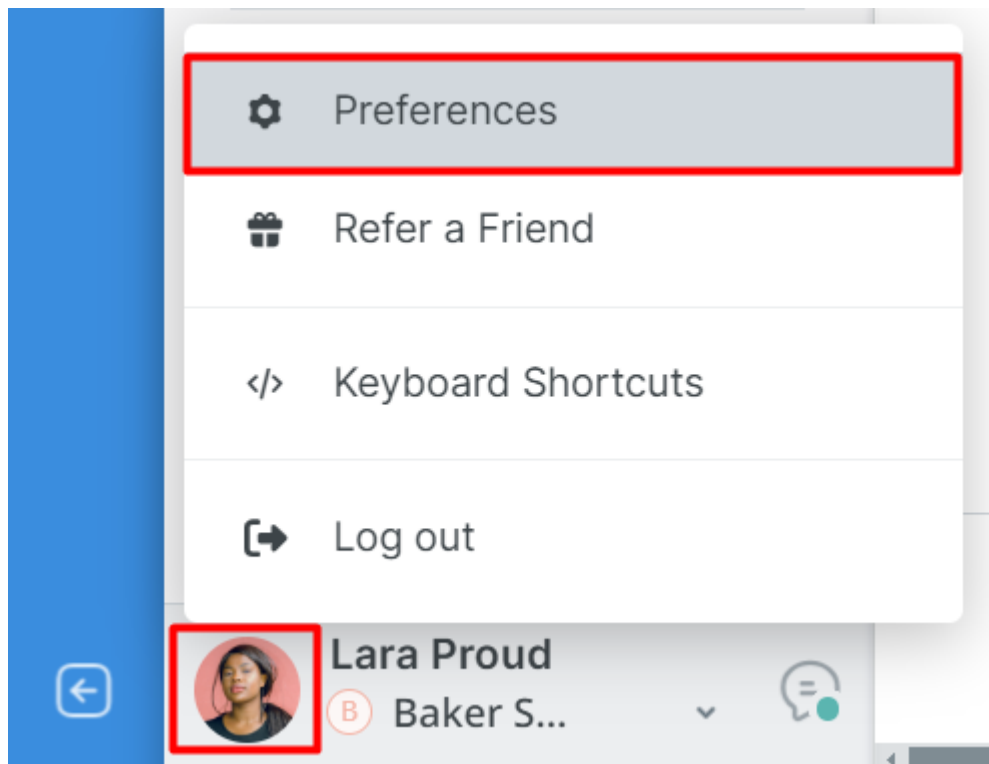 Preferences
Refer a Friend
</> Keyboard Shortcuts
Log out
Lara Proud
B Baker S...